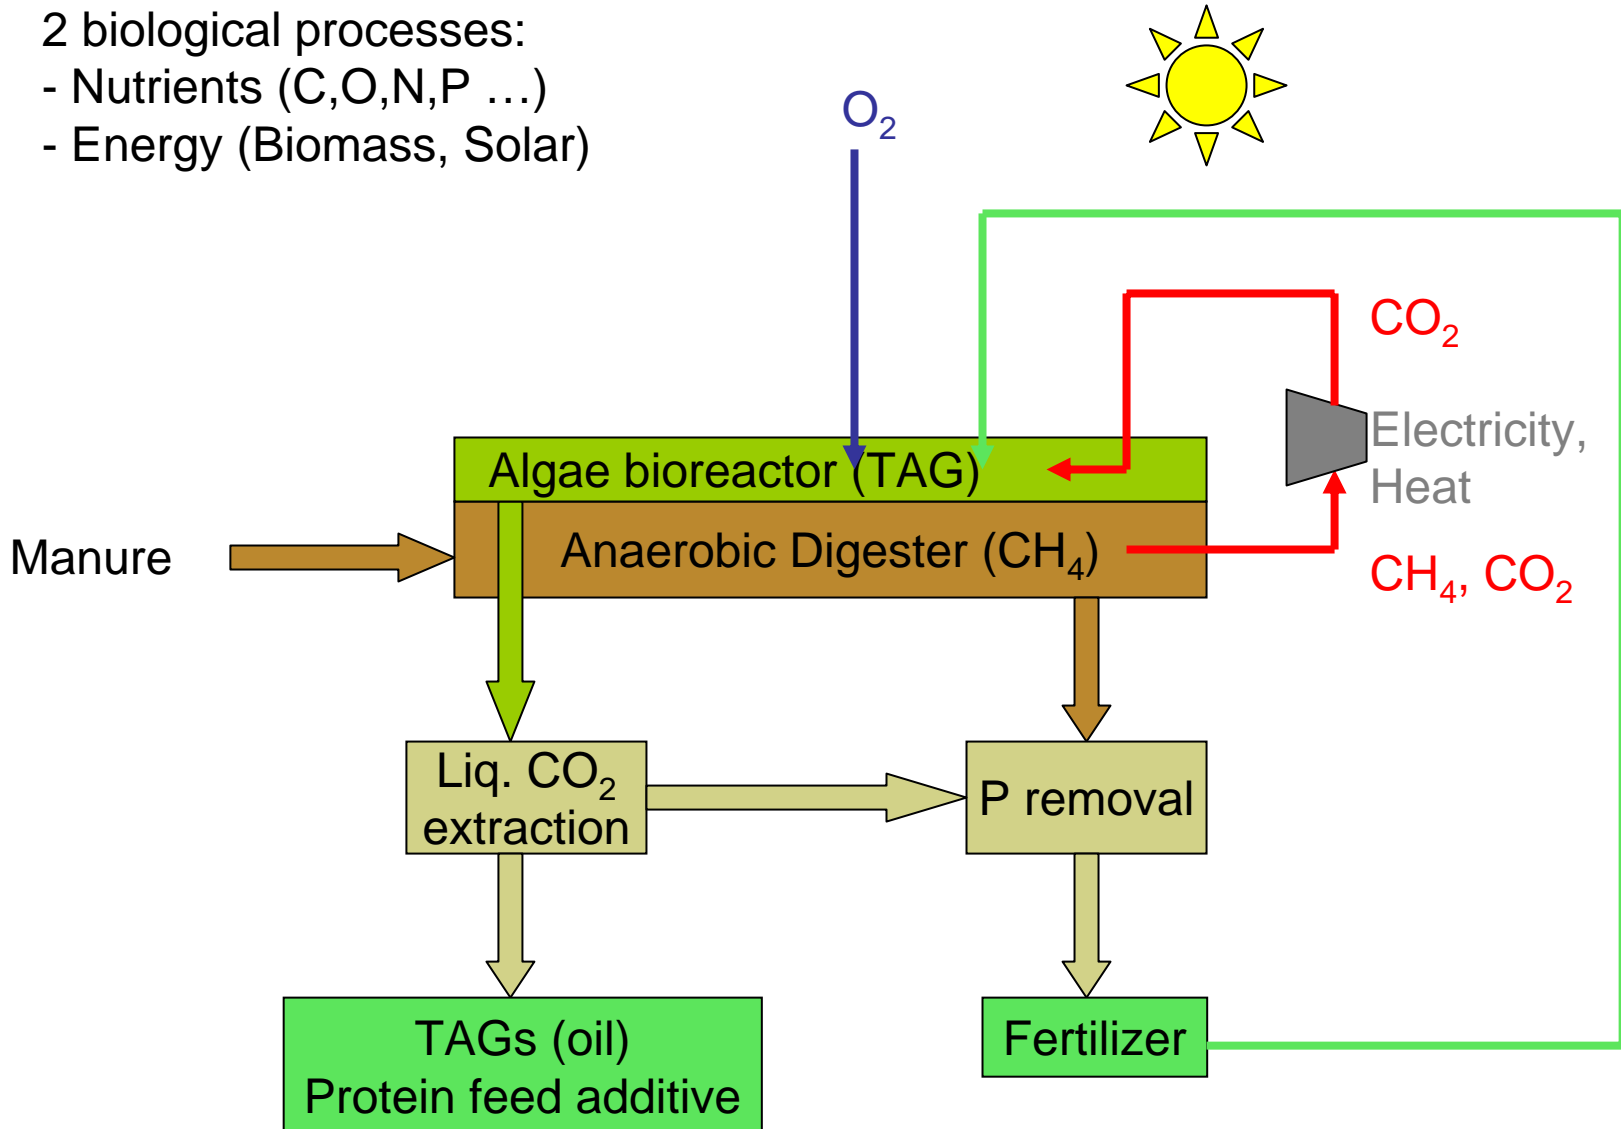 2 biological processes:
- Nutrients (C,O,N,P …)
- Energy (Biomass, Solar)
O₂
CO₂
Electricity,
Heat
Algae bioreactor (TAG)
Manure
Anaerobic Digester (CH₄)
CH₄, CO₂
Liq. CO₂
extraction
P removal
TAGs (oil)
Protein feed additive
Fertilizer